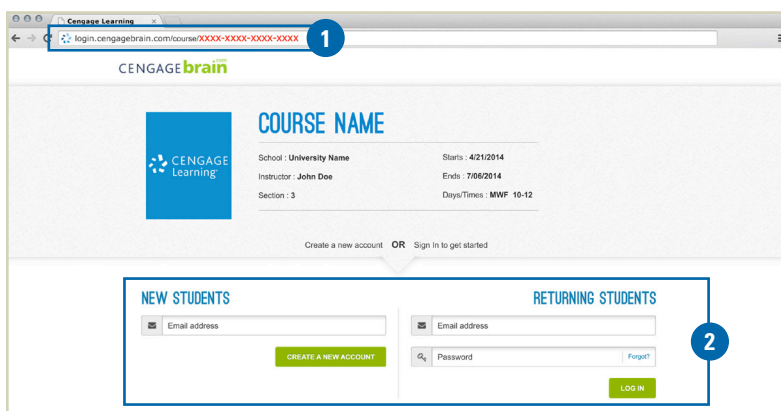 Cengage Learning
login.cengagebrain.com/course/XXXX-XXXX-XXXX-XXXX
1
CENGAGEbrain.com
COURSE NAME
CENGAGE Learning·
School : University Name
Starts : 4/21/2014
Instructor : John Doe
Ends : 7/06/2014
Section : 3
Days/Times : MWF 10-12
Create a new account OR Sign In to get started
NEW STUDENTS
RETURNING STUDENTS
Email address
Email address
CREATE A NEW ACCOUNT
Password
Forgot?
LOG IN
2